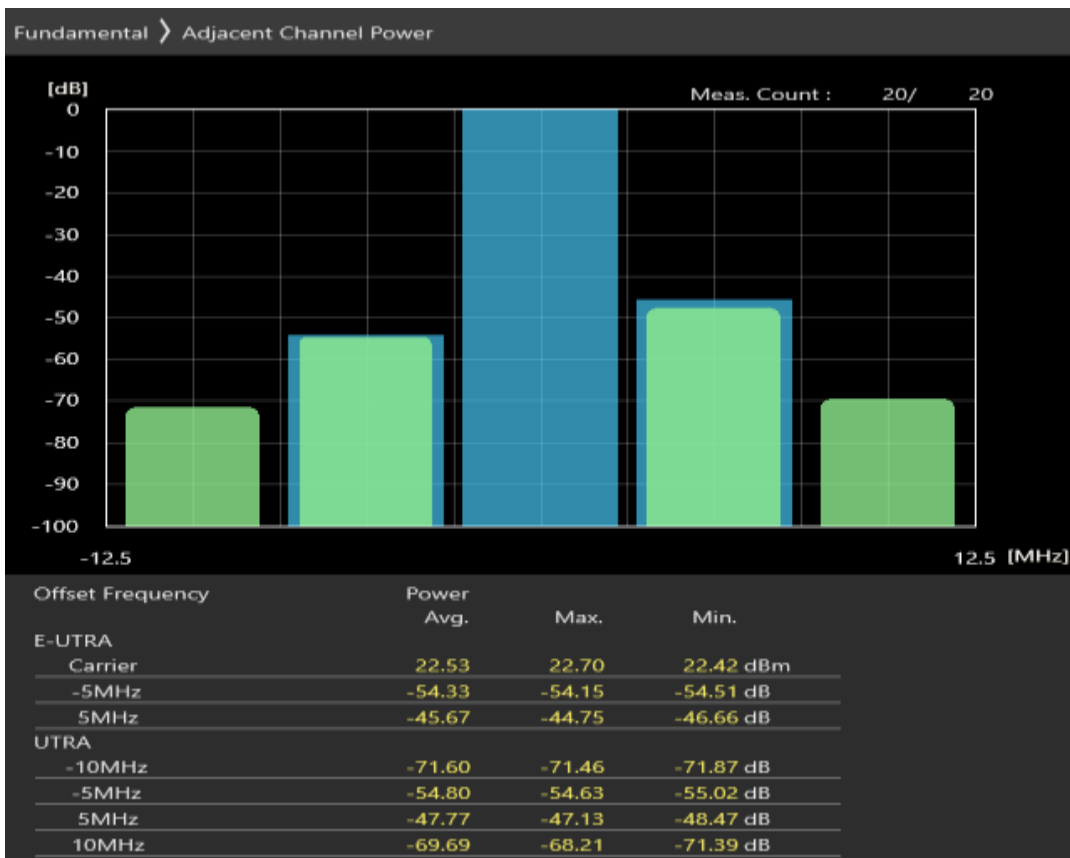 Fundamental 》 Adjacent Channel Power
[dB]
Meas. Count : 20/ 20
0
-10
-20
-30
-40
-50
-60
-70
-80
-90
-100
-12.5 12.5 [MHz]
Offset Frequency Power
Avg. Max. Min.
E-UTRA
Carrier 22.53 22.70 22.42 dBm
-5MHz -54.33 -54.15 -54.51 dB
5MHz -45.67 -44.75 -46.66 dB
UTRA
-10MHz -71.60 -71.46 -71.87 dB
-5MHz -54.80 -54.63 -55.02 dB
5MHz -47.77 -47.13 -48.47 dB
10MHz -69.69 -68.21 -71.39 dB